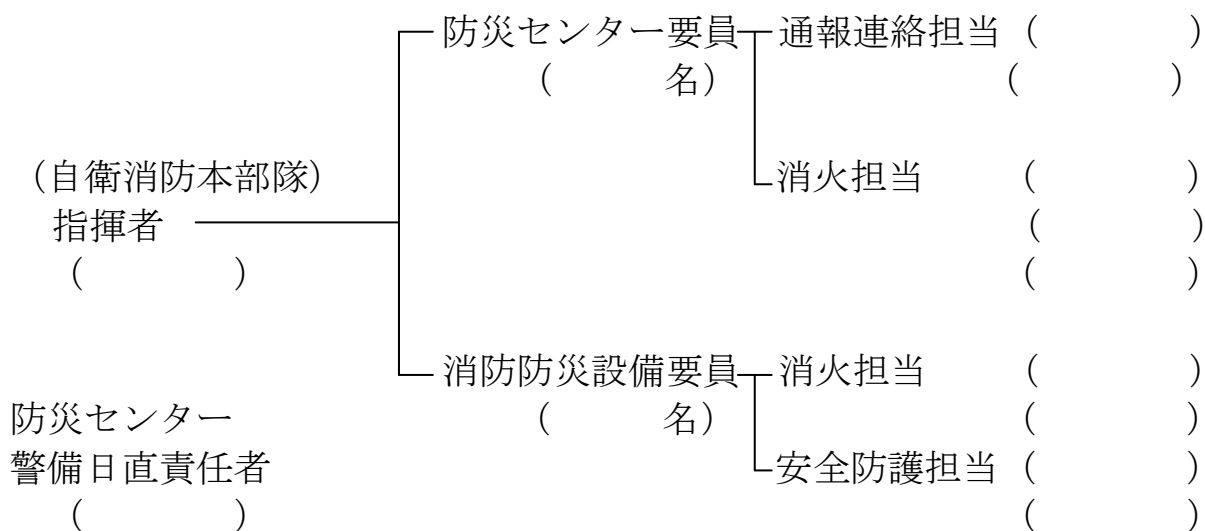 防災センター要員 通報連絡担当（　　　）
（　　名）　（　　　）
（自衛消防本部隊） 消火担当　（　　　）
指揮者　（　　　）
（　　　）　（　　　）
消防防災設備要員 消火担当　（　　　）
防災センター （　　名）　（　　　）
警備日直責任者 安全防護担当（　　　）
（　　　）　（　　　）